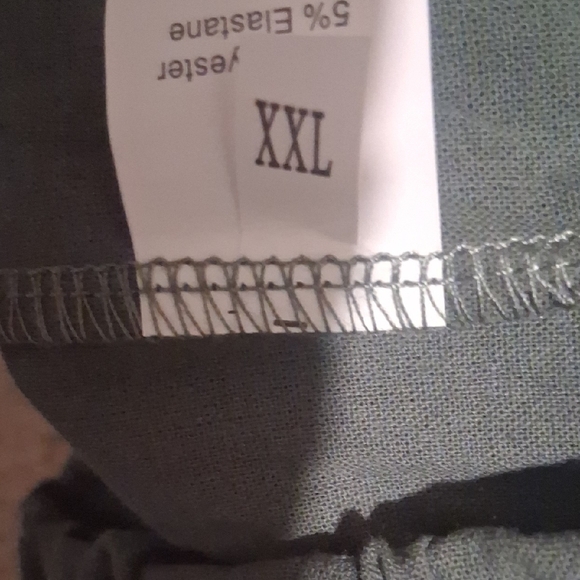 XXL
yester
5% Elastane